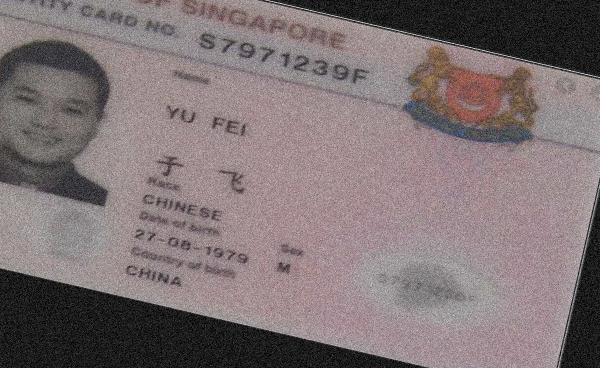 OF SINGAPORE
CARD NO. S7971239F
Name
YU FEI
于 飞
Race
CHINESE
Date of birth
27-08-1979
Sex
M
Country of birth
CHINA